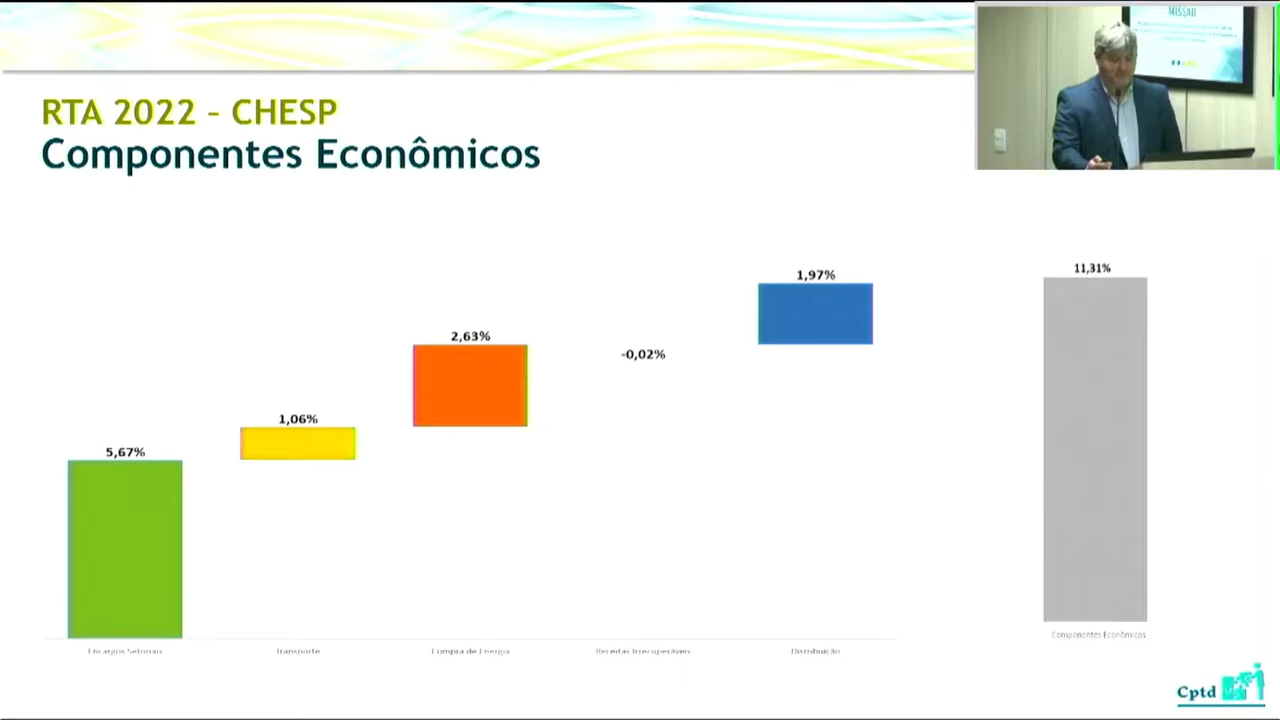 MISSÃO
RTA 2022 – CHESP
Componentes Econômicos
5,67%
1,06%
2,63%
-0,02%
1,97%
11,31%
Encargos Setoriais
Transporte
Compra de Energia
Receitas Irrecuperáveis
Distribuição
Componentes Econômicos
Cptd